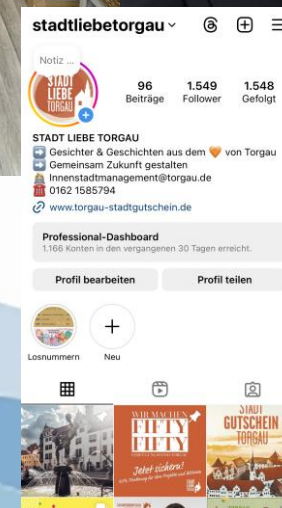 stadtliebetorgau
Notiz ...
STADT
LIEBE
TORGAU
96
1.549
1.548
Beiträge
Follower
Gefolgt
STADT LIEBE TORGAU
➡️ Gesichter & Geschichten aus dem 🧡 von Torgau
➡️ Gemeinsam Zukunft gestalten
Innenstadtmanagement@torgau.de
☎️ 0162 1585794
www.torgau-stadtgutschein.de
Professional-Dashboard
1.166 Konten in den vergangenen 30 Tagen erreicht.
Profil bearbeiten
Profil teilen
Losnummern
Neu
WIR MACHEN
FIFTY
FIFTY
Jetzt sichern!
STADT
GUTSCHEIN
TORGAU